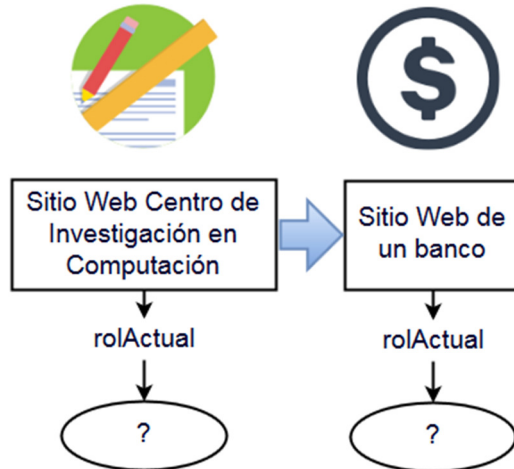 $
Sitio Web Centro de
Investigación en
Computación
Sitio Web de
un banco
rolActual
rolActual
?
?